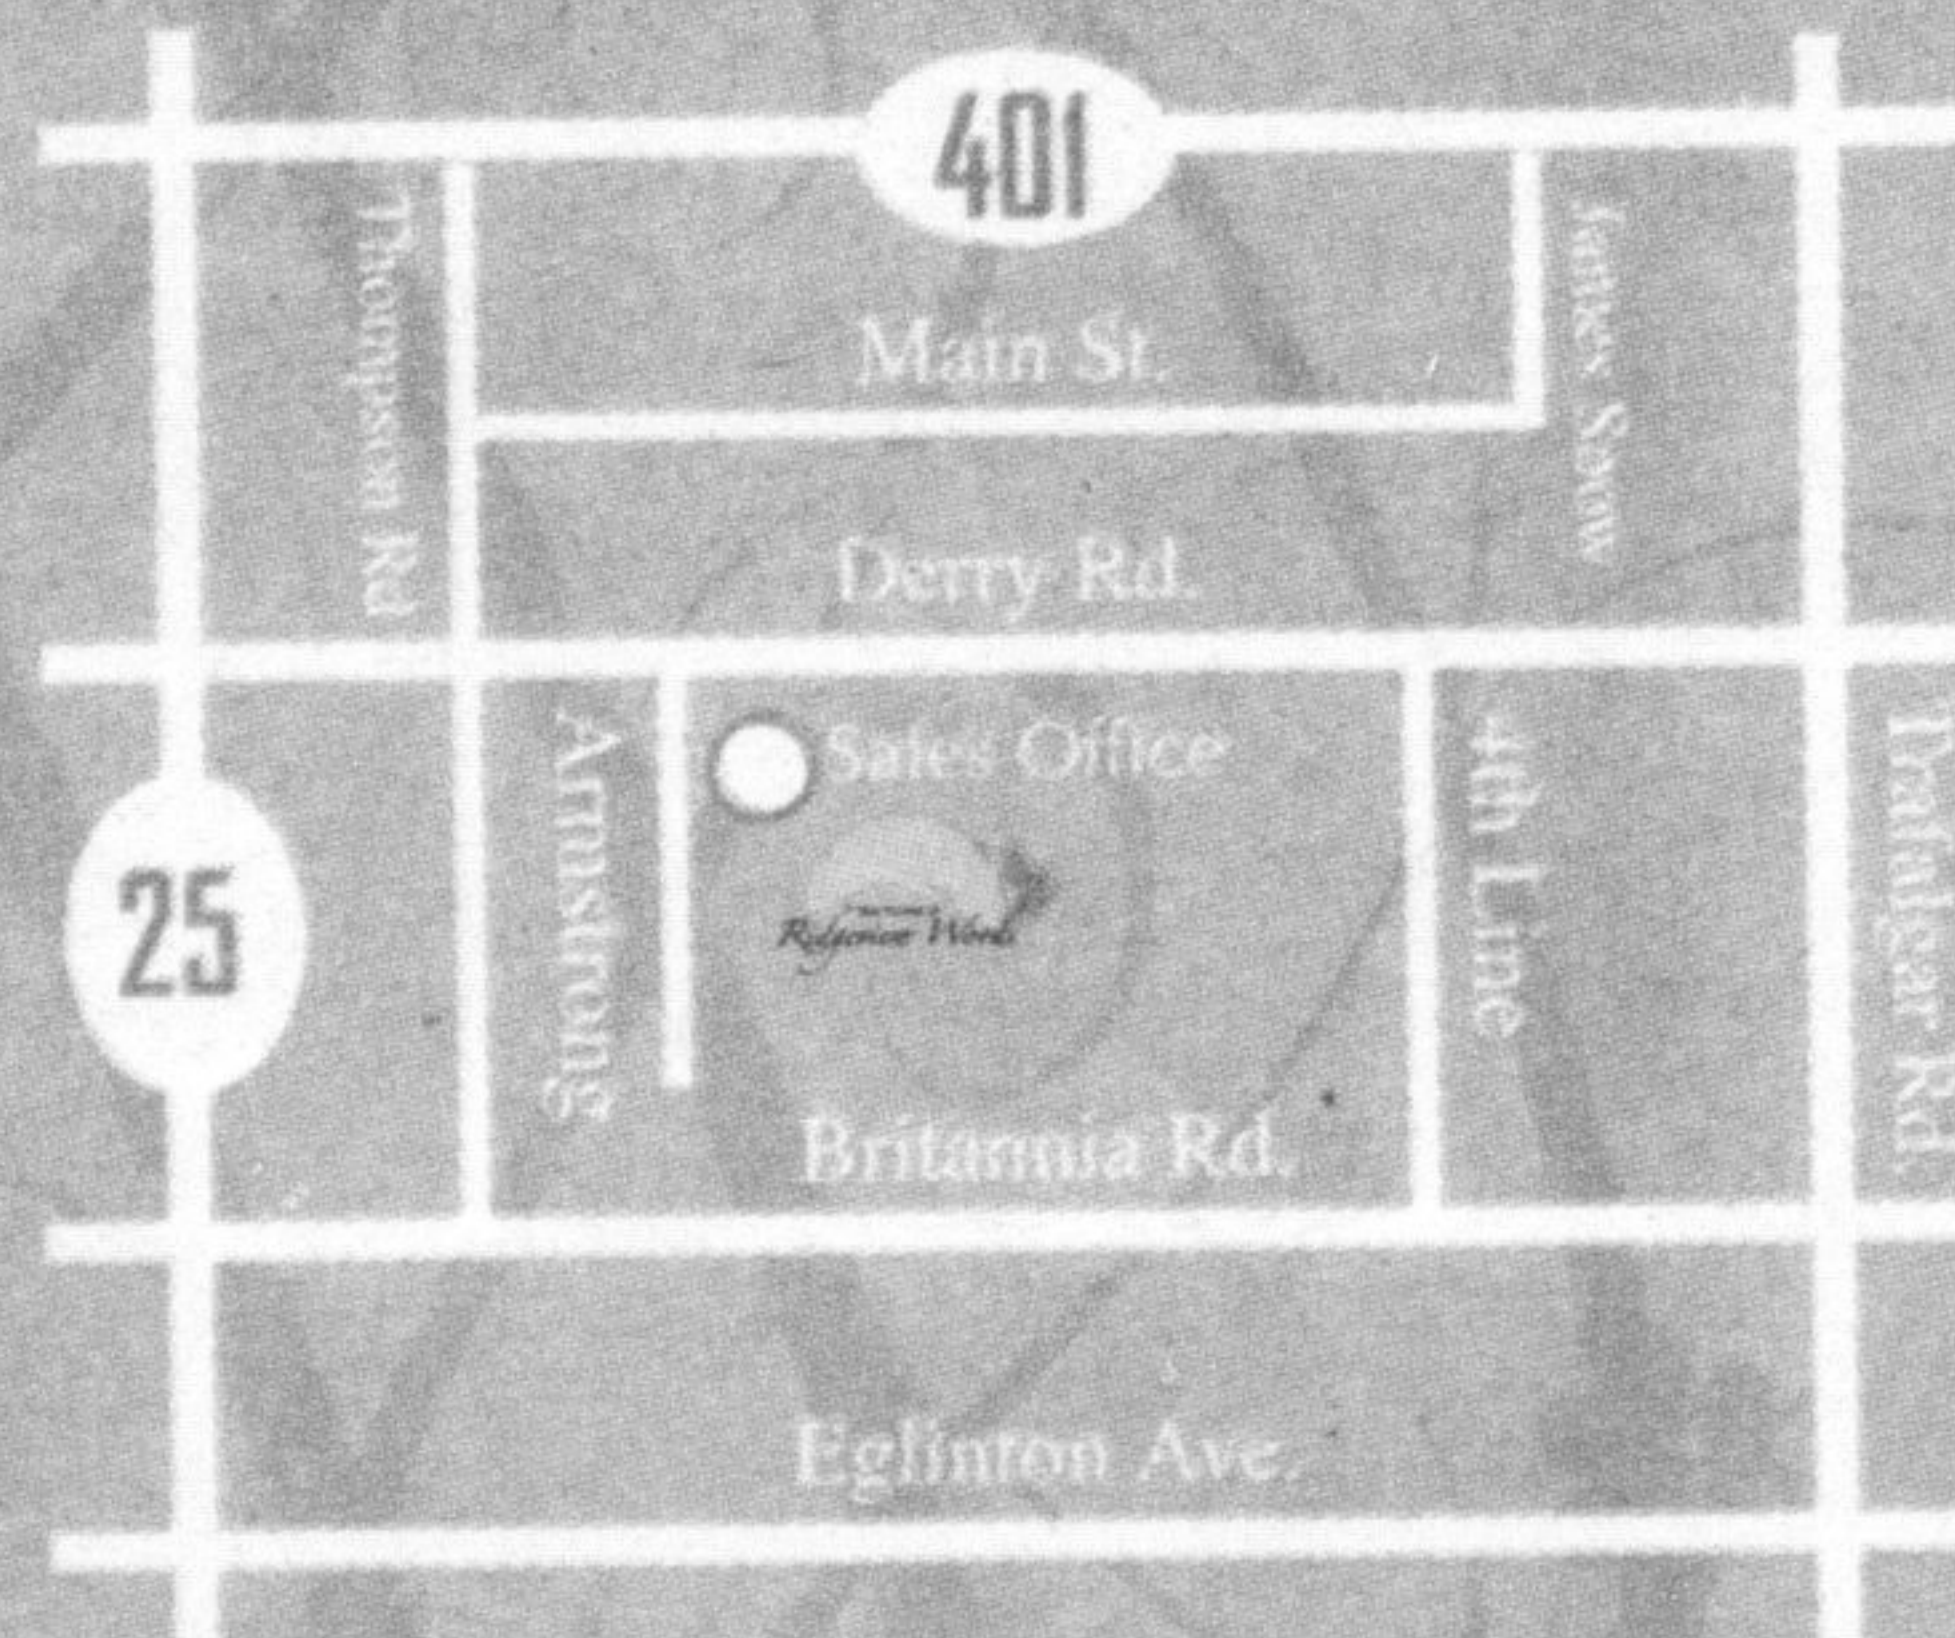 401
Thompson Rd
James Snow
Main St.
Derry Rd.
Sales Office
Armstrong
4th Line
Trafalgar Rd.
25
Britannia Rd.
Eglinton Ave.